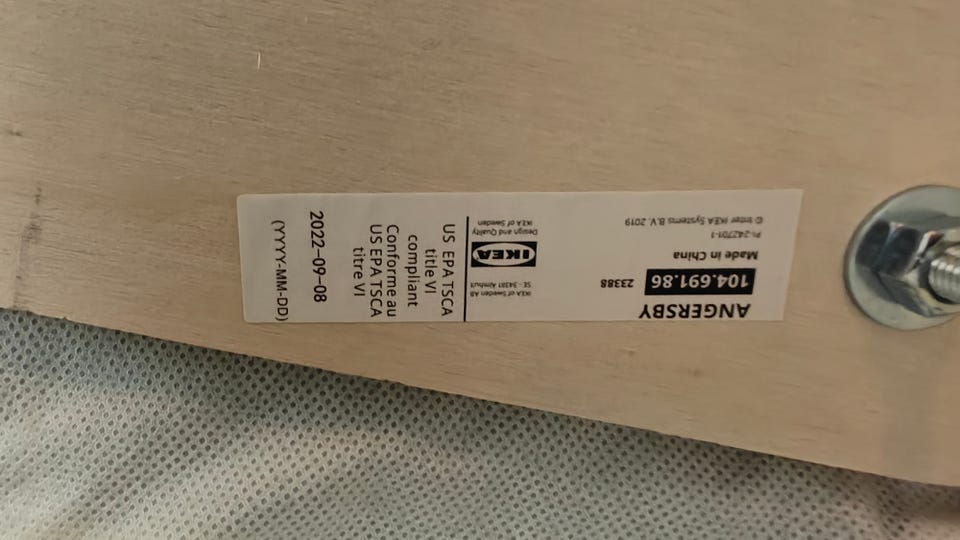 ANGERSBY
104.691.86 23388
Made in China
PI-242701-1
© Inter IKEA Systems B.V. 2019
IKEA of Sweden AB
SE - 34381 Älmhult
IKEA
Design and Quality
IKEA of Sweden
US EPA TSCA
title VI
compliant
Conforme au
US EPA TSCA
titre VI
2022-09-08
(YYYY-MM-DD)